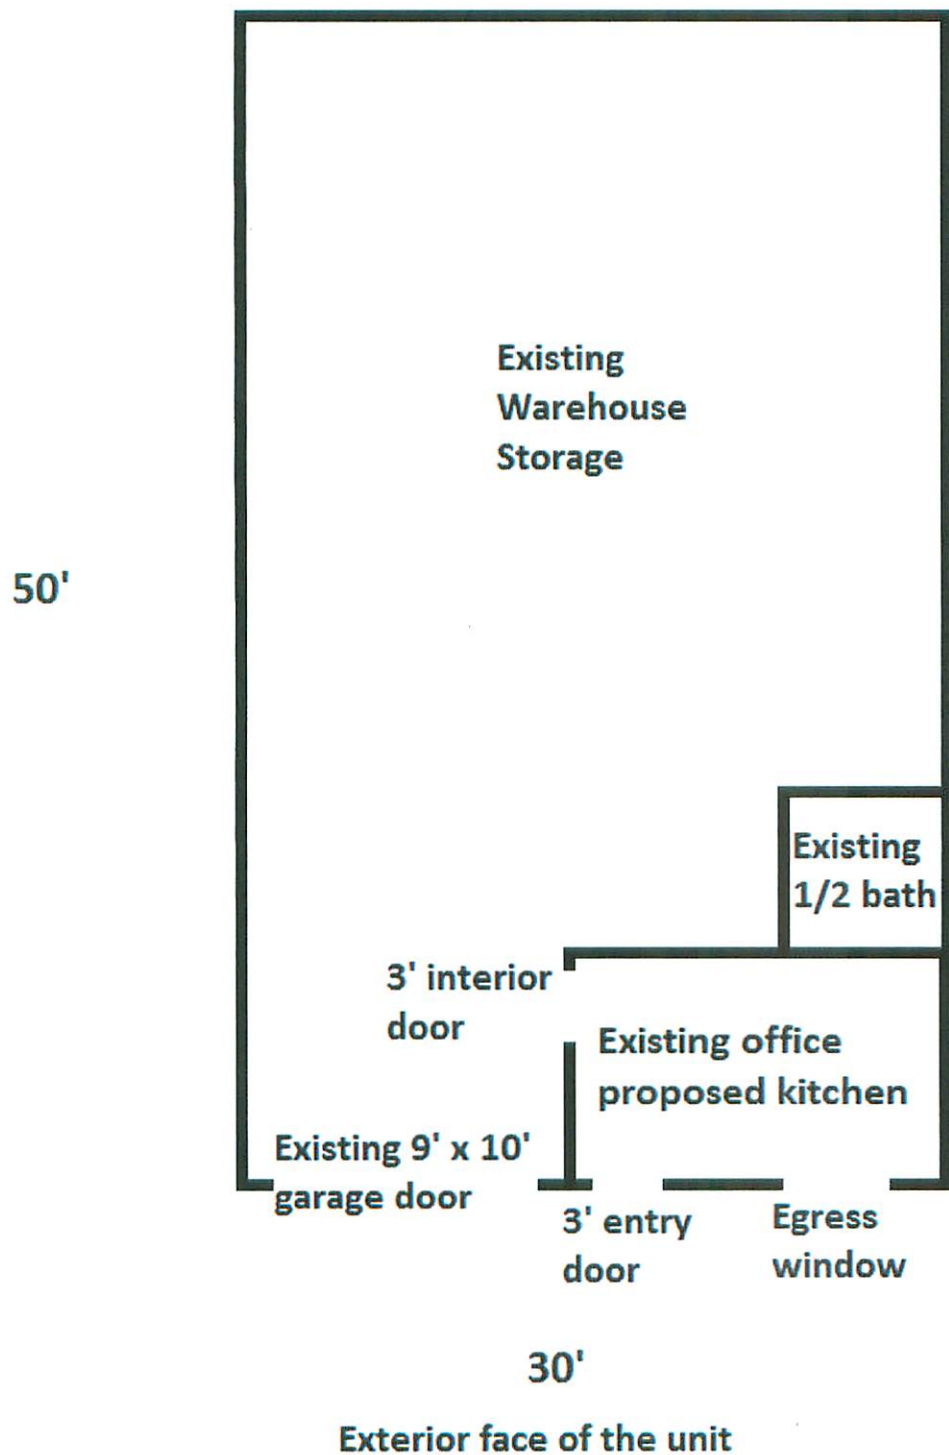 Existing
Warehouse
Storage
50'
Existing
1/2 bath
3' interior
door
Existing office
proposed kitchen
Existing 9' x 10'
garage door
3' entry
door
Egress
window
30'
Exterior face of the unit